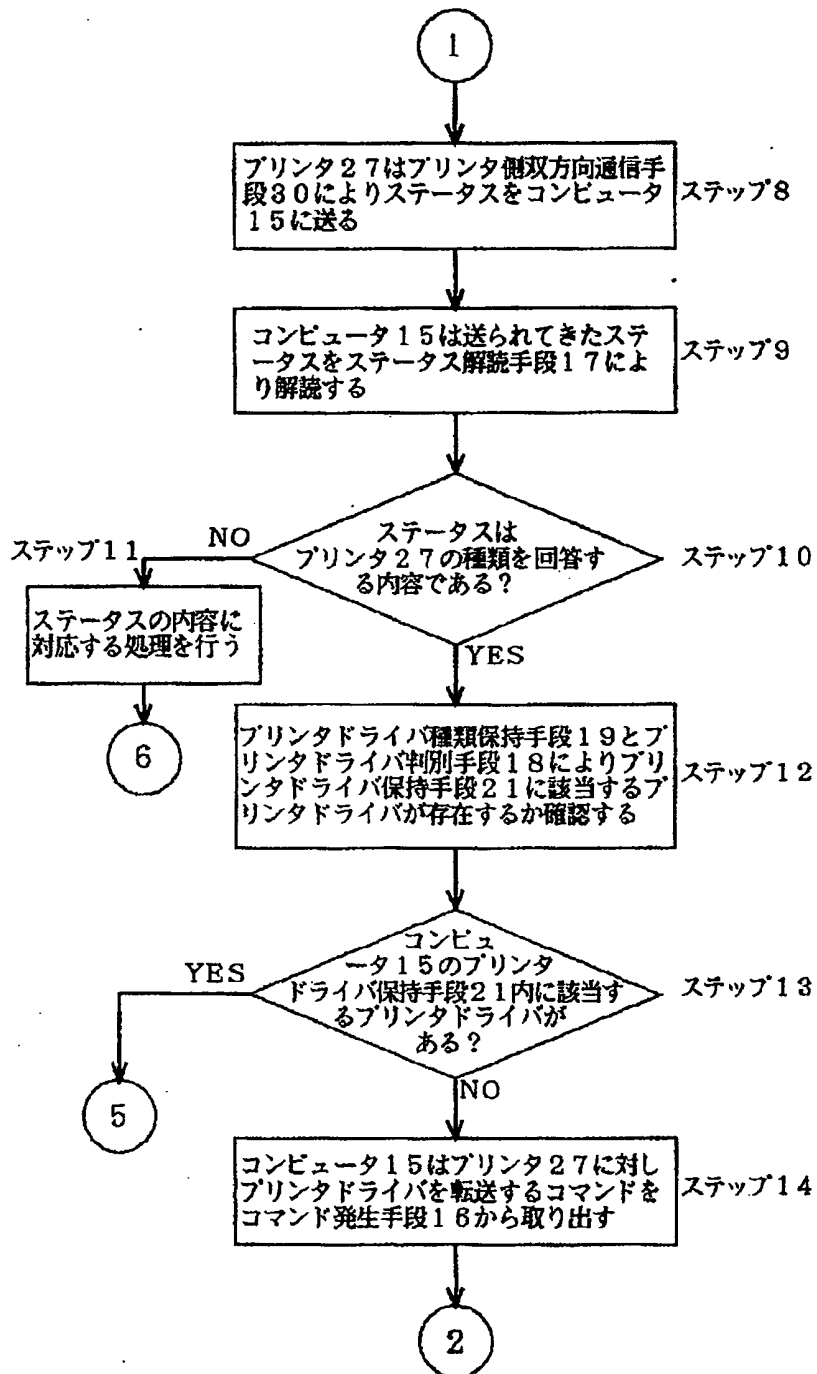 1
プリンタ27はプリンタ側双方向通信手
段30によりステータスをコンピュータ
15に送る
ステップ8
コンピュータ15は送られてきたステ
ータスをステータス解読手段17によ
り解読する
ステップ9
ステータスは
プリンタ27の種類を回答す
る内容である?
ステップ10
NO
ステップ11
ステータスの内容に
対応する処理を行う
6
YES
プリンタドライバ種類保持手段19とプ
リンタドライバ判別手段18によりプリ
ンタドライバ保持手段21に該当するプ
リンタドライバが存在するか確認する
ステップ12
コンピュ
ータ15のプリンタ
ドライバ保持手段21内に該当す
るプリンタドライバが
ある?
ステップ13
YES
5
NO
コンピュータ15はプリンタ27に対し
プリンタドライバを転送するコマンドを
コマンド発生手段16から取り出す
ステップ14
2